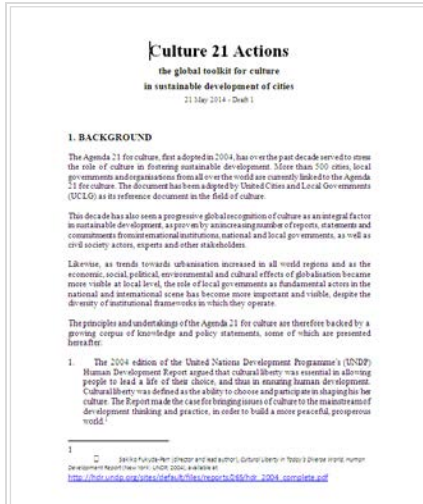 Culture 21 Actions
the global toolkit for culture
in sustainable development of cities
21 May 2014 - Draft 1
1. BACKGROUND
The Agenda 21 for culture, first adopted in 2004, has over the past decade served to stress
the role of culture in fostering sustainable development. More than 500 cities, local
governments and organisations from all over the world are currently linked to the Agenda
21 for culture. The document has been adopted by United Cities and Local Governments
(UCLG) as its reference document in the field of culture.
This decade has also seen a progressive global recognition of culture as an integral factor
in sustainable development, as proven by an increasing number of reports, statements and
commitments from international institutions, national and local governments, as well as
civil society actors, experts and other stakeholders.
Likewise, as trends towards urbanisation increased in all world regions and as the
economic, social, political, environmental and cultural effects of globalisation became
more visible at local level, the role of local governments as fundamental actors in the
national and international scene has become more important and visible, despite the
diversity of institutional frameworks in which they operate.
The principles and undertakings of the Agenda 21 for culture are therefore backed by a
growing corpus of knowledge and policy statements, some of which are presented
hereafter:
1. The 2004 edition of the United Nations Development Programme's (UNDP)
Human Development Report argued that cultural liberty was essential in allowing
people to lead a life of their choice, and thus in ensuring human development.
Cultural liberty was defined as the ability to choose and participate in shaping his/her
culture. The Report made the case for bringing issues of culture to the mainstream of
development thinking and practice, in order to build a more peaceful, prosperous
world.1
1
Sakiko Fukuda-Parr (director and lead author), Cultural Liberty in Today's Diverse World. Human
Development Report (New York: UNDP, 2004), available at
http://hdr.undp.org/sites/default/files/reports/265/hdr_2004_complete.pdf